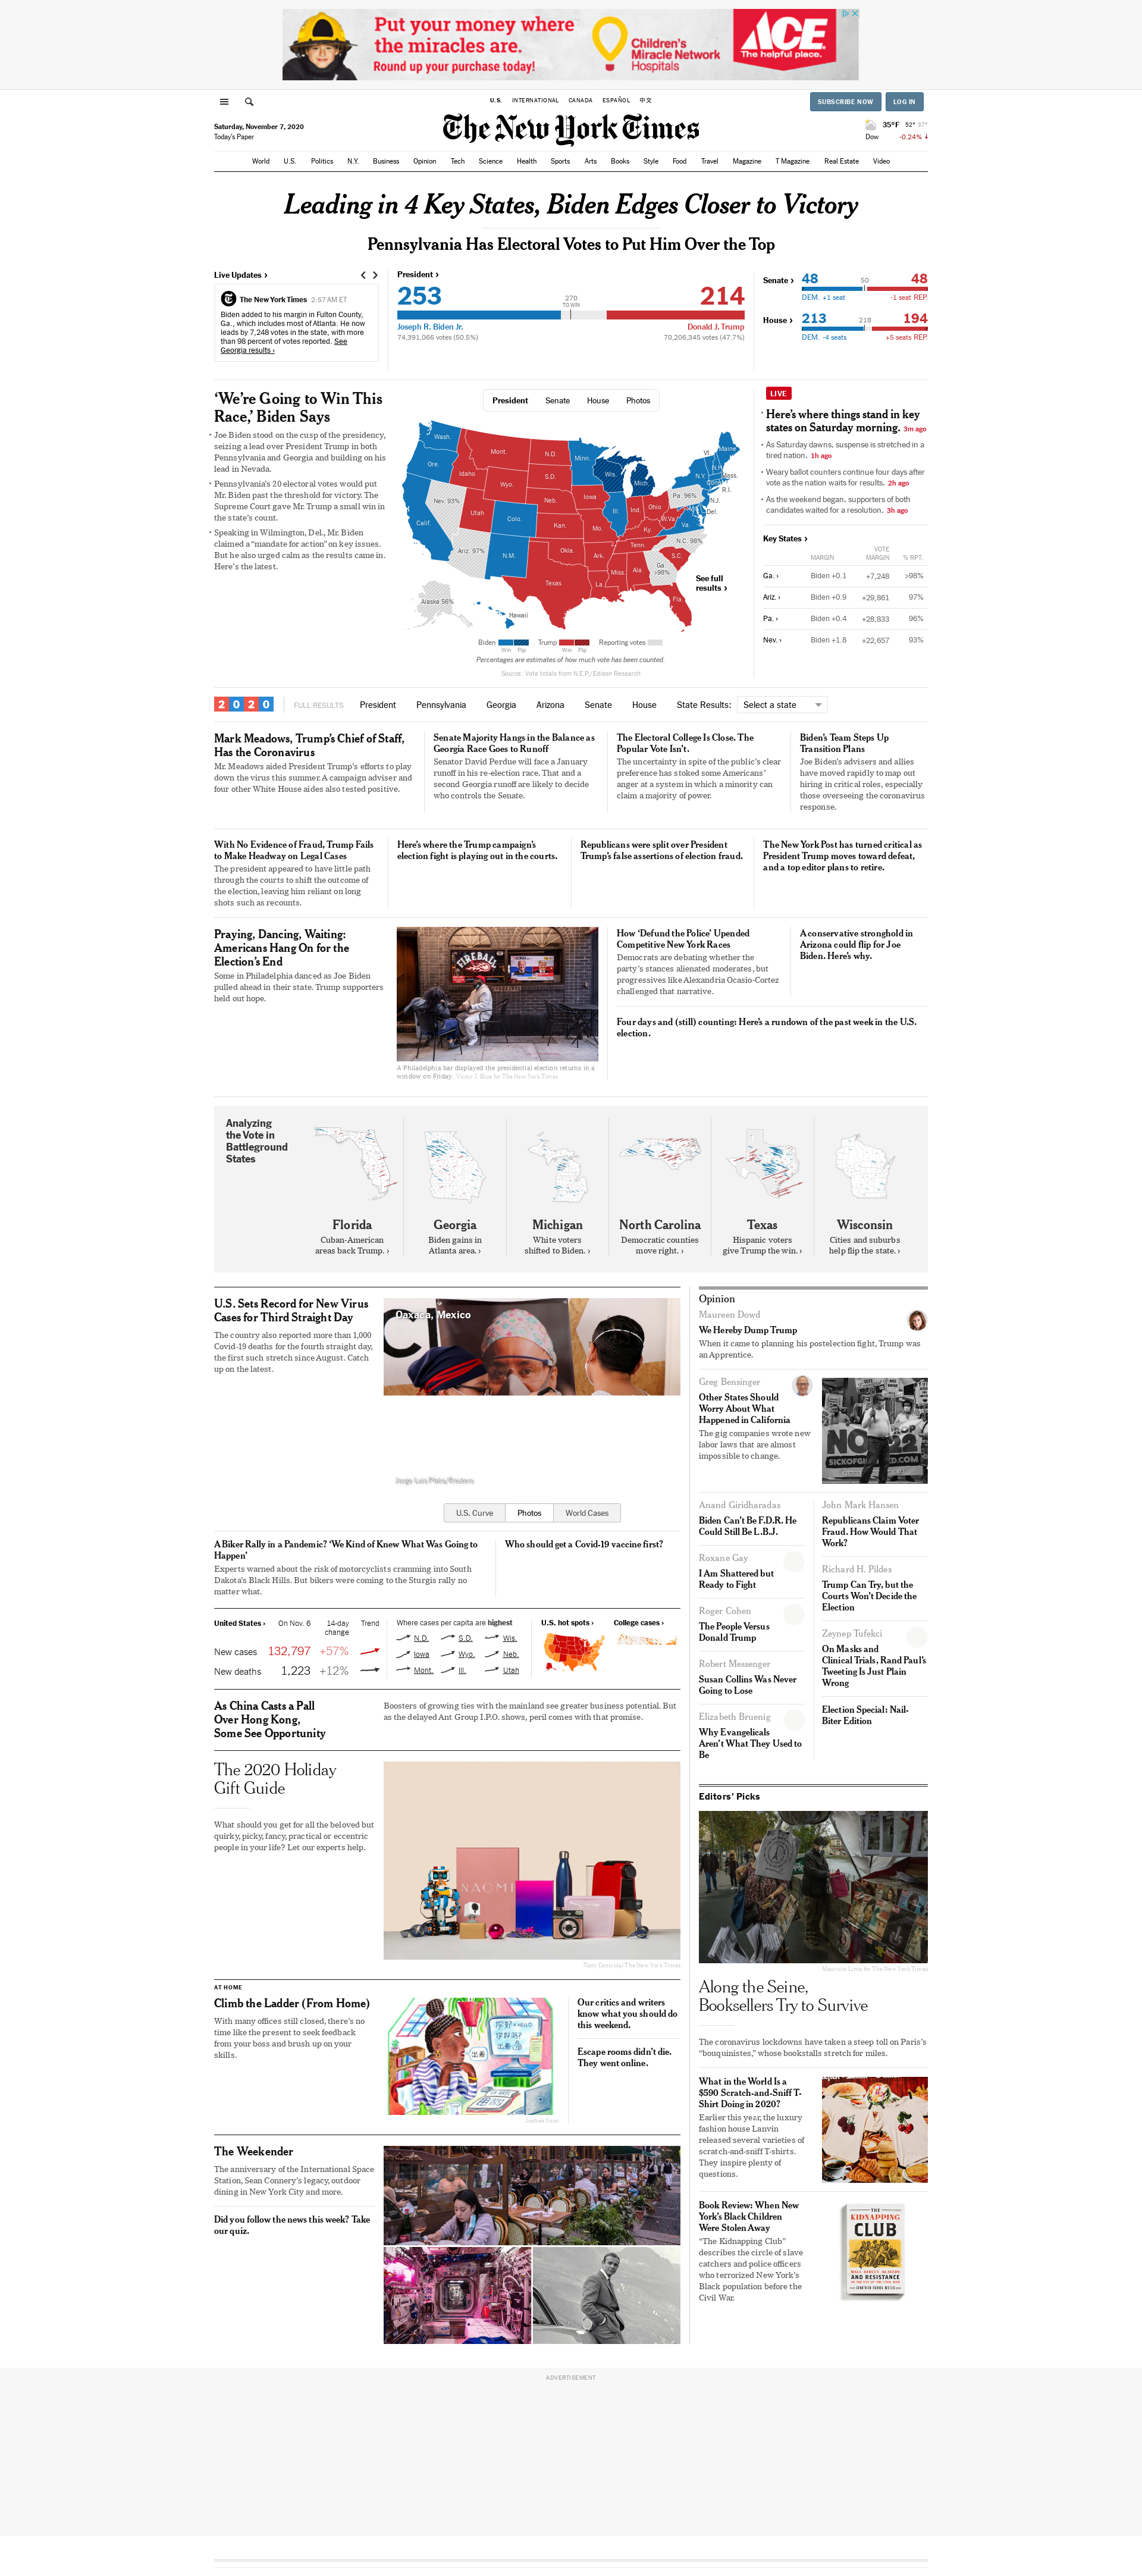 Put your money where
the miracles are.
Round up your purchase today!
Children's
Miracle Network
Hospitals
ACE
The helpful place.
U.S. INTERNATIONAL CANADA ESPAÑOL 中文
SUBSCRIBE NOW LOG IN
Saturday, November 7, 2020
Today's Paper
The New York Times
35°F 52° 37°
Dow -0.24%
World U.S. Politics N.Y. Business Opinion Tech Science Health Sports Arts Books Style Food Travel Magazine T Magazine Real Estate Video
Leading in 4 Key States, Biden Edges Closer to Victory
Pennsylvania Has Electoral Votes to Put Him Over the Top
Live Updates ›
The New York Times 2:57 AM ET
Biden added to his margin in Fulton County,
Ga., which includes most of Atlanta. He now
leads by 7,248 votes in the state, with more
than 98 percent of votes reported. See
Georgia results ›
President ›
253
270
TO WIN
214
Joseph R. Biden Jr.
Donald J. Trump
74,391,066 votes (50.5%)
70,206,345 votes (47.7%)
Senate ›
48 50 48
DEM. +1 seat -1 seat REP.
House ›
213 218 194
DEM. -4 seats +5 seats REP.
‘We’re Going to Win This
Race,’ Biden Says
Joe Biden stood on the cusp of the presidency,
seizing a lead over President Trump in both
Pennsylvania and Georgia and building on his
lead in Nevada.
Pennsylvania’s 20 electoral votes would put
Mr. Biden past the threshold for victory. The
Supreme Court gave Mr. Trump a small win in
the state’s count.
Speaking in Wilmington, Del., Mr. Biden
claimed a “mandate for action” on key issues.
But he also urged calm as the results came in.
Here’s the latest.
President Senate House Photos
Wash.
Ore.
Calif.
Nev. 93%
Idaho
Mont.
Wyo.
Utah
Colo.
Ariz. 97%
N.M.
N.D.
S.D.
Neb.
Kan.
Okla.
Texas
Minn.
Iowa
Mo.
Ark.
La.
Wis.
Ill.
Mich.
Ind.
Ohio
Ky.
Tenn.
Miss.
Ala.
Ga.
>98%
Fla.
S.C.
N.C. 98%
Va.
W.Va.
Pa. 96%
N.Y.
Vt.
N.H.
Maine
Mass.
Conn.
R.I.
N.J.
Del.
Alaska 56%
Hawaii
See full
results ›
Biden Trump Reporting votes
Win Flip Win Flip
Percentages are estimates of how much vote has been counted.
Source: Vote totals from N.E.P./Edison Research
LIVE
Here’s where things stand in key
states on Saturday morning. 3m ago
As Saturday dawns, suspense is stretched in a
tired nation. 1h ago
Weary ballot counters continue four days after
vote as the nation waits for results. 2h ago
As the weekend began, supporters of both
candidates waited for a resolution. 3h ago
Key States ›
MARGIN VOTE MARGIN % RPT.
Ga. › Biden +0.1 +7,248 >98%
Ariz. › Biden +0.9 +29,861 97%
Pa. › Biden +0.4 +28,833 96%
Nev. › Biden +1.8 +22,657 93%
2020 FULL RESULTS President Pennsylvania Georgia Arizona Senate House State Results: Select a state
Mark Meadows, Trump’s Chief of Staff,
Has the Coronavirus
Mr. Meadows aided President Trump’s efforts to play
down the virus this summer. A campaign adviser and
four other White House aides also tested positive.
Senate Majority Hangs in the Balance as
Georgia Race Goes to Runoff
Senator David Perdue will face a January
runoff in his re-election race. That and a
second Georgia runoff are likely to decide
who controls the Senate.
The Electoral College Is Close. The
Popular Vote Isn’t.
The uncertainty in spite of the public’s clear
preference has stoked some Americans’
anger at a system in which a minority can
claim a majority of power.
Biden’s Team Steps Up
Transition Plans
Joe Biden’s advisers and allies
have moved rapidly to map out
hiring in critical roles, especially
those overseeing the coronavirus
response.
With No Evidence of Fraud, Trump Fails
to Make Headway on Legal Cases
The president appeared to have little path
through the courts to shift the outcome of
the election, leaving him reliant on long
shots such as recounts.
Here’s where the Trump campaign’s
election fight is playing out in the courts.
Republicans were split over President
Trump’s false assertions of election fraud.
The New York Post has turned critical as
President Trump moves toward defeat,
and a top editor plans to retire.
Praying, Dancing, Waiting:
Americans Hang On for the
Election’s End
Some in Philadelphia danced as Joe Biden
pulled ahead in their state. Trump supporters
held out hope.
FIREBALL
A Philadelphia bar displayed the presidential election returns in a
window on Friday. Victor J. Blue for The New York Times
How ‘Defund the Police’ Upended
Competitive New York Races
Democrats are debating whether the
party’s stances alienated moderates, but
progressives like Alexandria Ocasio-Cortez
challenged that narrative.
A conservative stronghold in
Arizona could flip for Joe
Biden. Here’s why.
Four days and (still) counting: Here’s a rundown of the past week in the U.S.
election.
Analyzing
the Vote in
Battleground
States
Florida
Cuban-American
areas back Trump. ›
Georgia
Biden gains in
Atlanta area. ›
Michigan
White voters
shifted to Biden. ›
North Carolina
Democratic counties
move right. ›
Texas
Hispanic voters
give Trump the win. ›
Wisconsin
Cities and suburbs
help flip the state. ›
U.S. Sets Record for New Virus
Cases for Third Straight Day
The country also reported more than 1,000
Covid-19 deaths for the fourth straight day,
the first such stretch since August. Catch
up on the latest.
Oaxaca, Mexico
Jorge Luis Plata/Reuters
U.S. Curve Photos World Cases
A Biker Rally in a Pandemic? ‘We Kind of Knew What Was Going to
Happen’
Experts warned about the risk of motorcyclists cramming into South
Dakota’s Black Hills. But bikers were coming to the Sturgis rally no
matter what.
Who should get a Covid-19 vaccine first?
United States › On Nov. 6 14-day change Trend
New cases 132,797 +57%
New deaths 1,223 +12%
Where cases per capita are highest
N.D. S.D. Wis.
Iowa Wyo. Neb.
Mont. Ill. Utah
U.S. hot spots ›
College cases ›
As China Casts a Pall
Over Hong Kong,
Some See Opportunity
Boosters of growing ties with the mainland see greater business potential. But
as the delayed Ant Group I.P.O. shows, peril comes with that promise.
The 2020 Holiday
Gift Guide
What should you get for all the beloved but
quirky, picky, fancy, practical or eccentric
people in your life? Let our experts help.
NAOMI
Tony Cenicola/The New York Times
AT HOME
Climb the Ladder (From Home)
With many offices still closed, there’s no
time like the present to seek feedback
from your boss and brush up on your
skills.
Our critics and writers
know what you should do
this weekend.
Escape rooms didn’t die.
They went online.
The Weekender
The anniversary of the International Space
Station, Sean Connery’s legacy, outdoor
dining in New York City and more.
Did you follow the news this week? Take
our quiz.
Opinion
Maureen Dowd
We Hereby Dump Trump
When it came to planning his postelection fight, Trump was
an Apprentice.
Greg Bensinger
Other States Should
Worry About What
Happened in California
The gig companies wrote new
labor laws that are almost
impossible to change.
Anand Giridharadas
Biden Can’t Be F.D.R. He
Could Still Be L.B.J.
Roxane Gay
I Am Shattered but
Ready to Fight
Roger Cohen
The People Versus
Donald Trump
Robert Messenger
Susan Collins Was Never
Going to Lose
Elizabeth Bruenig
Why Evangelicals
Aren’t What They Used to
Be
John Mark Hansen
Republicans Claim Voter
Fraud. How Would That
Work?
Richard H. Pildes
Trump Can Try, but the
Courts Won’t Decide the
Election
Zeynep Tufekci
On Masks and
Clinical Trials, Rand Paul’s
Tweeting Is Just Plain
Wrong
Election Special: Nail-
Biter Edition
Editors’ Picks
Mauricio Lima for The New York Times
Along the Seine,
Booksellers Try to Survive
The coronavirus lockdowns have taken a steep toll on Paris’s
“bouquinistes,” whose bookstalls stretch for miles.
What in the World Is a
$590 Scratch-and-Sniff T-
Shirt Doing in 2020?
Earlier this year, the luxury
fashion house Lanvin
released several varieties of
scratch-and-sniff T-shirts.
They inspire plenty of
questions.
Book Review: When New
York’s Black Children
Were Stolen Away
“The Kidnapping Club”
describes the circle of slave
catchers and police officers
who terrorized New York’s
Black population before the
Civil War.
THE
KIDNAPPING
CLUB
AND RESISTANCE
ADVERTISEMENT